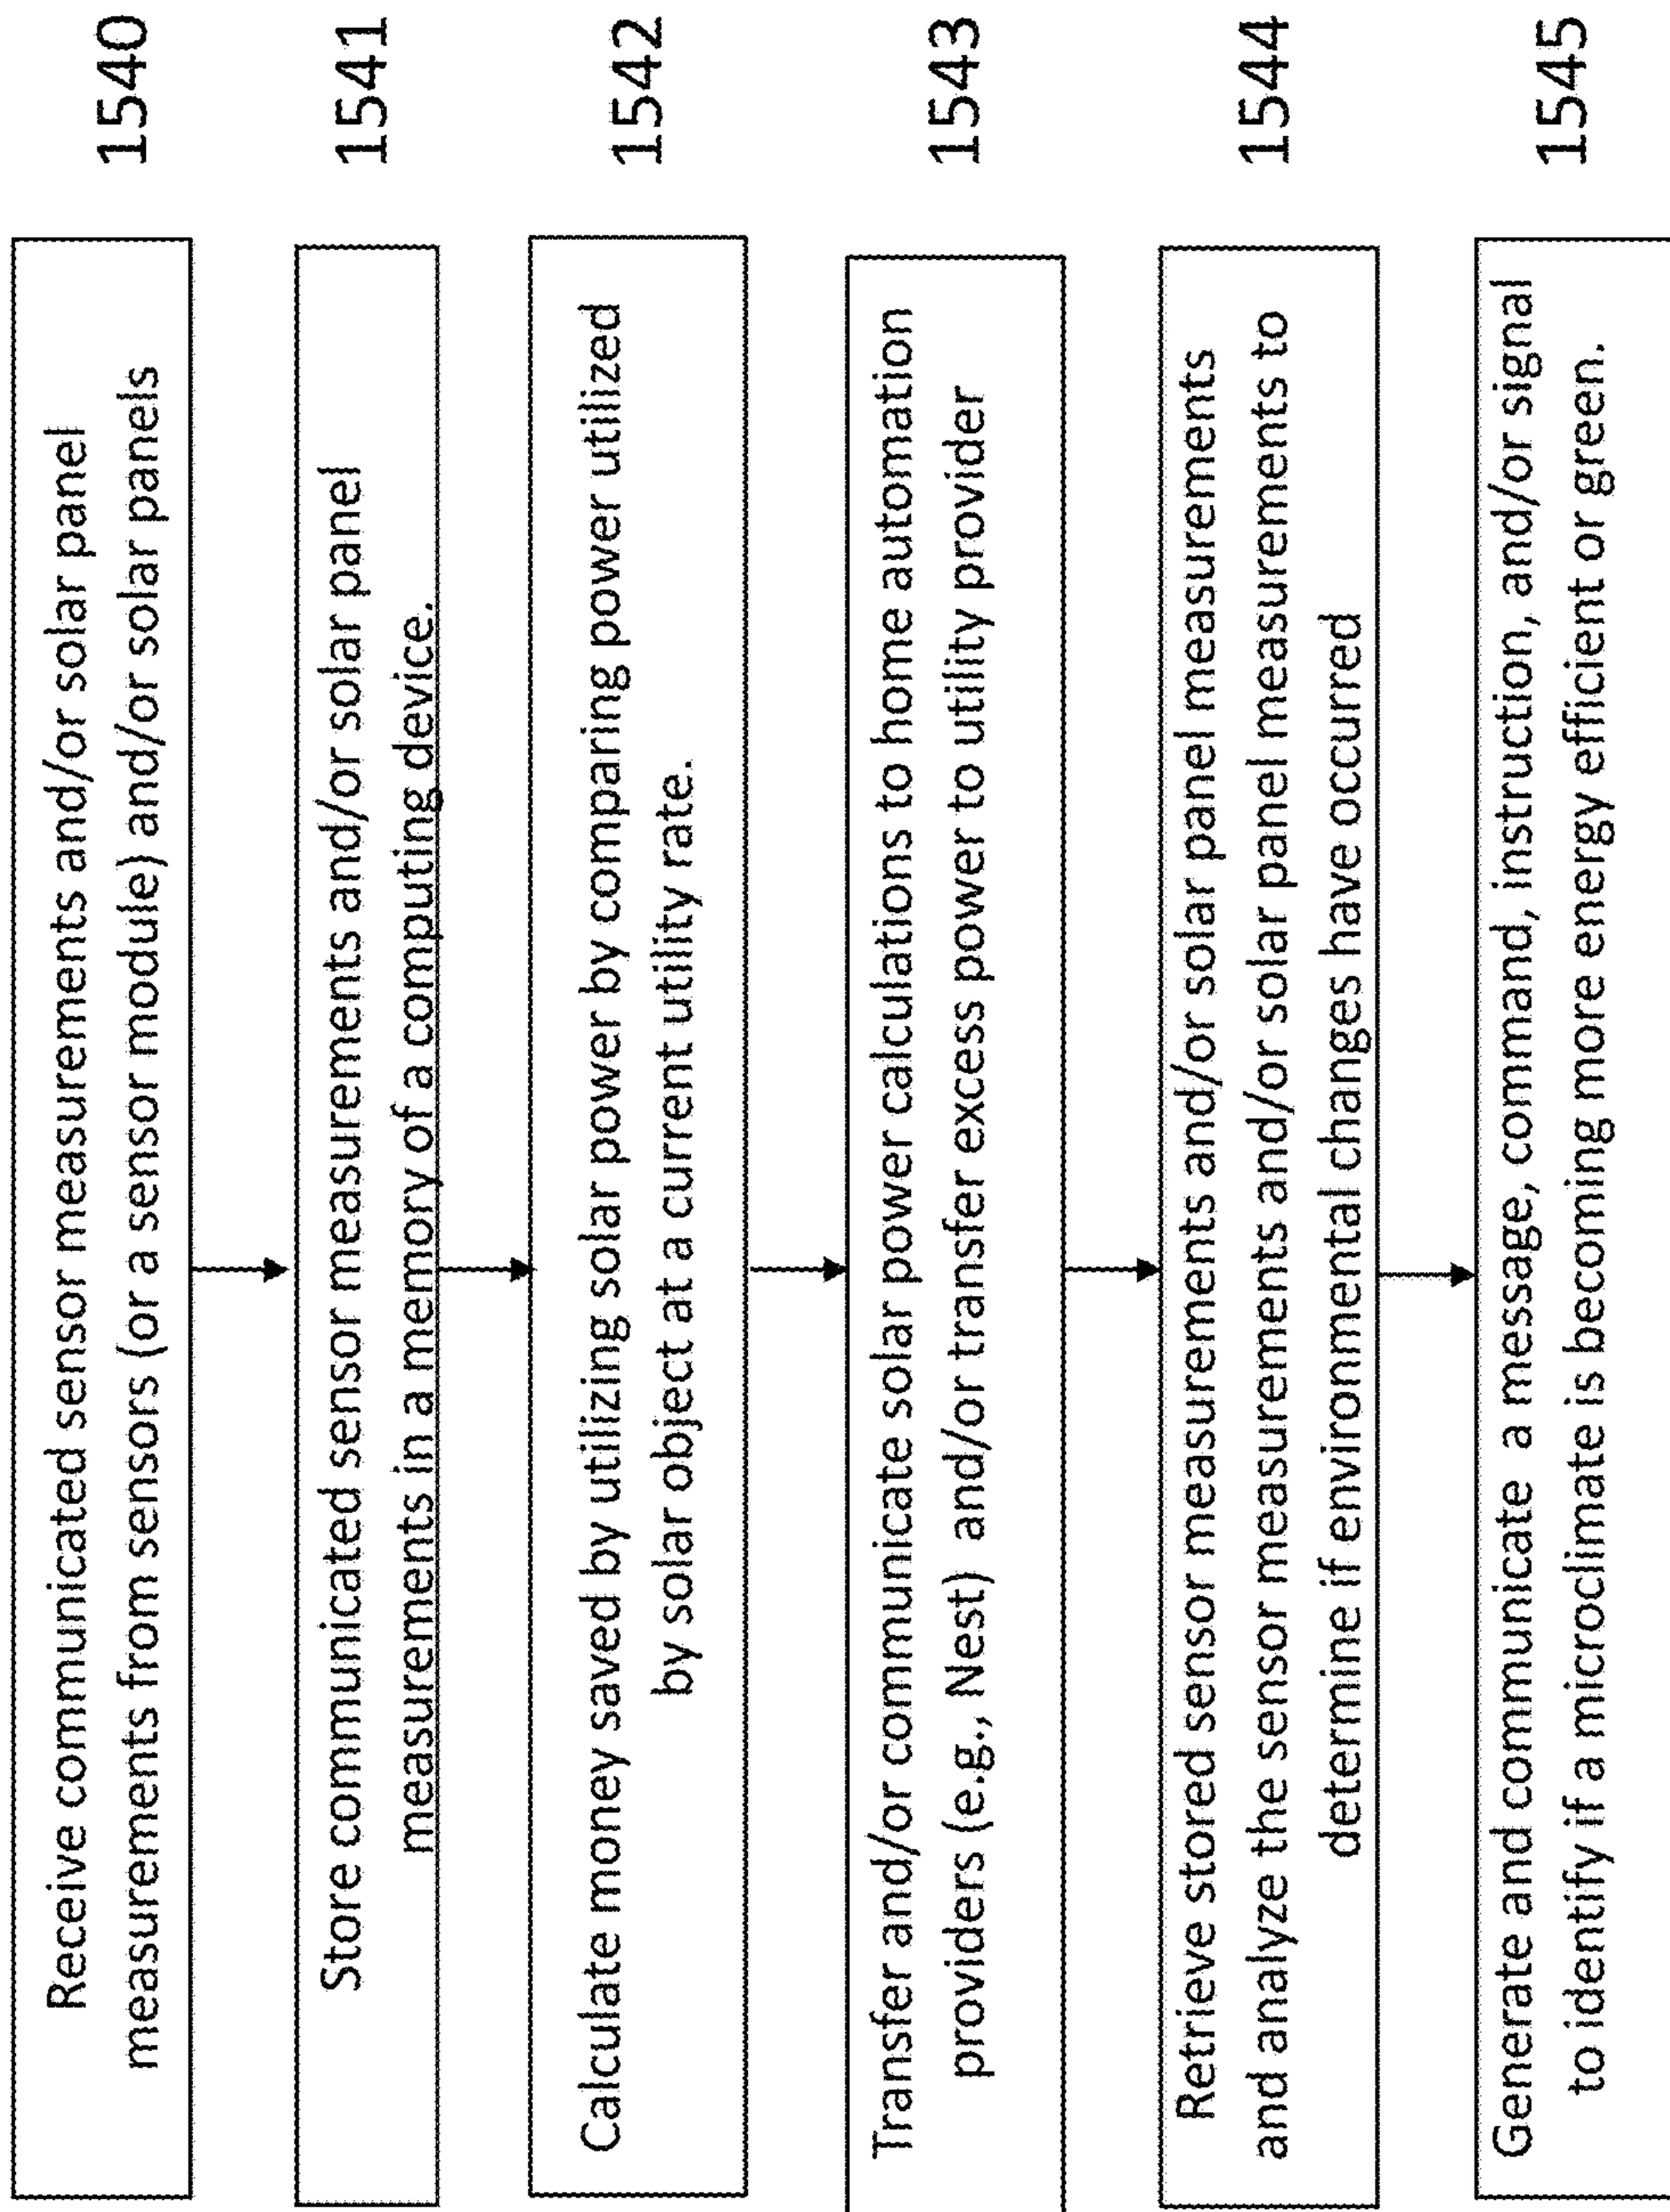 Receive communicated sensor measurements and/or solar panel
measurements from sensors (or a sensor module) and/or solar panels
1540
Store communicated sensor measurements and/or solar panel
measurements in a memory of a computing device.
1541
Calculate money saved by utilizing solar power by comparing power utilized
by solar object at a current utility rate.
1542
Transfer and/or communicate solar power calculations to home automation
providers (e.g., Nest) and/or transfer excess power to utility provider
1543
Retrieve stored sensor measurements and/or solar panel measurements
and analyze the sensor measurements and/or solar panel measurements to
determine if environmental changes have occurred
1544
Generate and communicate a message, command, instruction, and/or signal
to identify if a microclimate is becoming more energy efficient or green.
1545